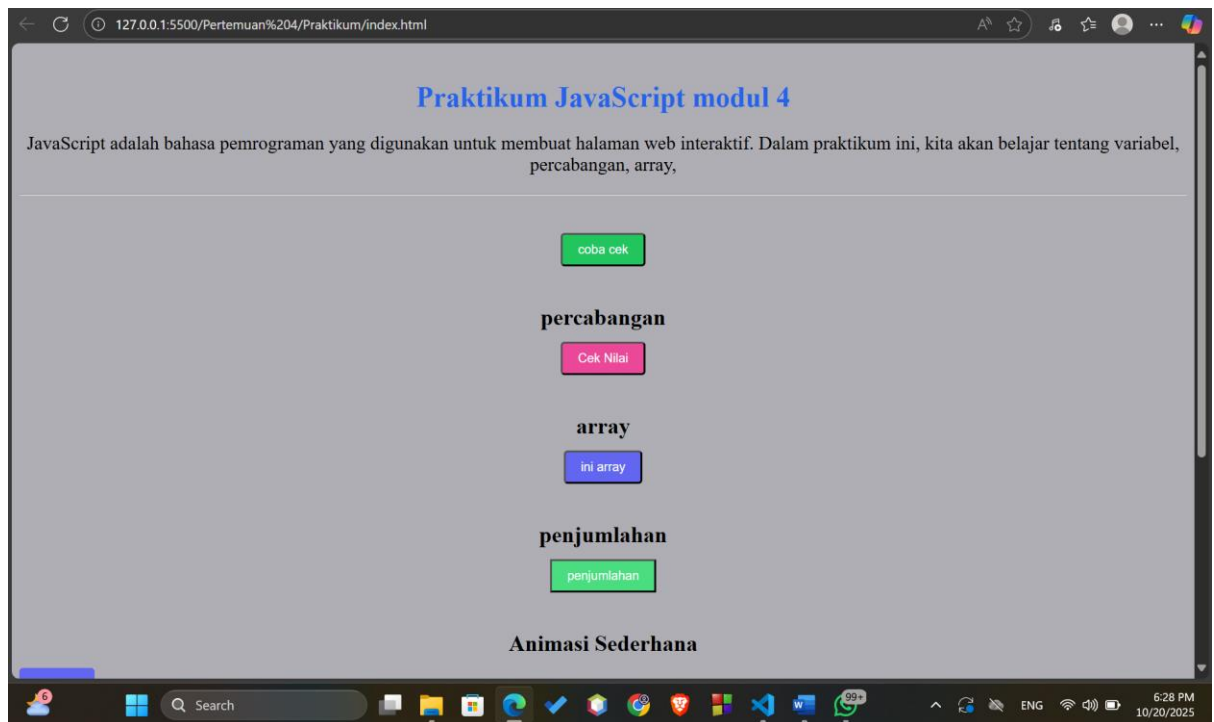 127.0.0.1:5500/Pertemuan%204/Praktikum/index.html
Praktikum JavaScript modul 4
JavaScript adalah bahasa pemrograman yang digunakan untuk membuat halaman web interaktif. Dalam praktikum ini, kita akan belajar tentang variabel,
percabangan, array,
coba cek
percabangan
Cek Nilai
array
ini array
penjumlahan
penjumlahan
Animasi Sederhana
6
Search
99+
ENG
6:28 PM
10/20/2025